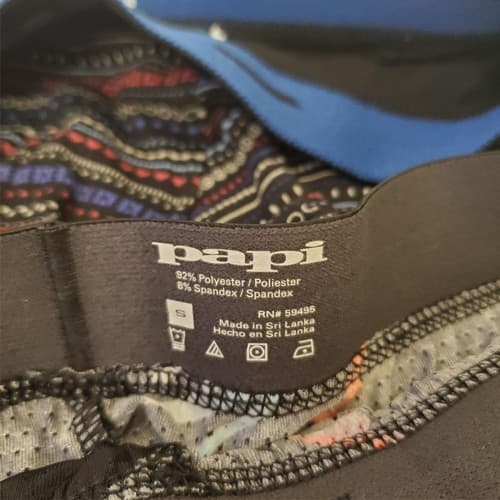 papi
92% Polyester / Poliester
8% Spandex / Spandex
S
RN# 59495
Made in Sri Lanka
Hecho en Sri Lanka